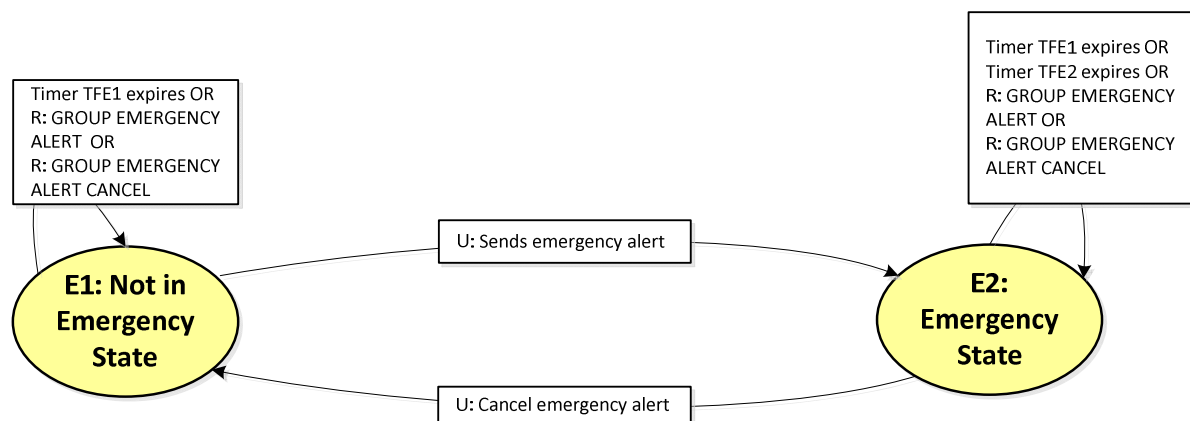 Timer TFE1 expires OR
Timer TFE2 expires OR
R: GROUP EMERGENCY
ALERT OR
R: GROUP EMERGENCY
ALERT CANCEL
Timer TFE1 expires OR
R: GROUP EMERGENCY
ALERT OR
R: GROUP EMERGENCY
ALERT CANCEL
U: Sends emergency alert
E1: Not in
Emergency
State
E2:
Emergency
State
U: Cancel emergency alert